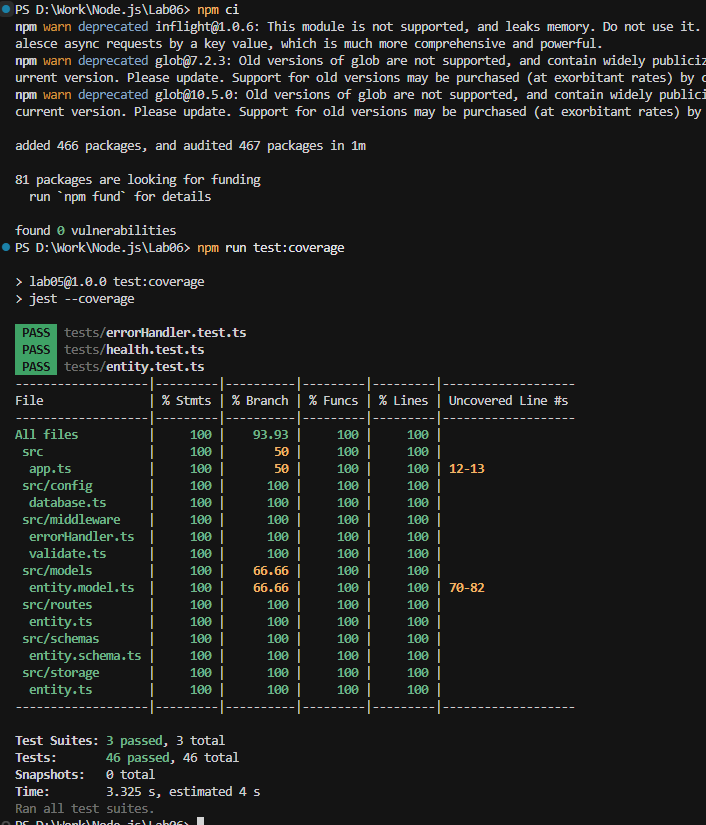 PS D:\Work\Node.js\Lab06> npm ci
npm warn deprecated inflight@1.0.6: This module is not supported, and leaks memory. Do not use it.
alesce async requests by a key value, which is much more comprehensive and powerful.
npm warn deprecated glob@7.2.3: Old versions of glob are not supported, and contain widely publiciz
urrent version. Please update. Support for old versions may be purchased (at exorbitant rates) by c
npm warn deprecated glob@10.5.0: Old versions of glob are not supported, and contain widely publici
current version. Please update. Support for old versions may be purchased (at exorbitant rates) by
added 466 packages, and audited 467 packages in 1m
81 packages are looking for funding
run `npm fund` for details
found 0 vulnerabilities
PS D:\Work\Node.js\Lab06> npm run test:coverage
> lab05@1.0.0 test:coverage
> jest --coverage
PASS tests/errorHandler.test.ts
PASS tests/health.test.ts
PASS tests/entity.test.ts
-------------------|---------|----------|---------|---------|-------------------
File | % Stmts | % Branch | % Funcs | % Lines | Uncovered Line #s
-------------------|---------|----------|---------|---------|-------------------
All files | 100 | 93.93 | 100 | 100 |
src | 100 | 50 | 100 | 100 |
app.ts | 100 | 50 | 100 | 100 | 12-13
src/config | 100 | 100 | 100 | 100 |
database.ts | 100 | 100 | 100 | 100 |
src/middleware | 100 | 100 | 100 | 100 |
errorHandler.ts | 100 | 100 | 100 | 100 |
validate.ts | 100 | 100 | 100 | 100 |
src/models | 100 | 66.66 | 100 | 100 |
entity.model.ts | 100 | 66.66 | 100 | 100 | 70-82
src/routes | 100 | 100 | 100 | 100 |
entity.ts | 100 | 100 | 100 | 100 |
src/schemas | 100 | 100 | 100 | 100 |
entity.schema.ts | 100 | 100 | 100 | 100 |
src/storage | 100 | 100 | 100 | 100 |
entity.ts | 100 | 100 | 100 | 100 |
-------------------|---------|----------|---------|---------|-------------------
Test Suites: 3 passed, 3 total
Tests: 46 passed, 46 total
Snapshots: 0 total
Time: 3.325 s, estimated 4 s
Ran all test suites.
PS D:\Work\Node.js\Lab06>